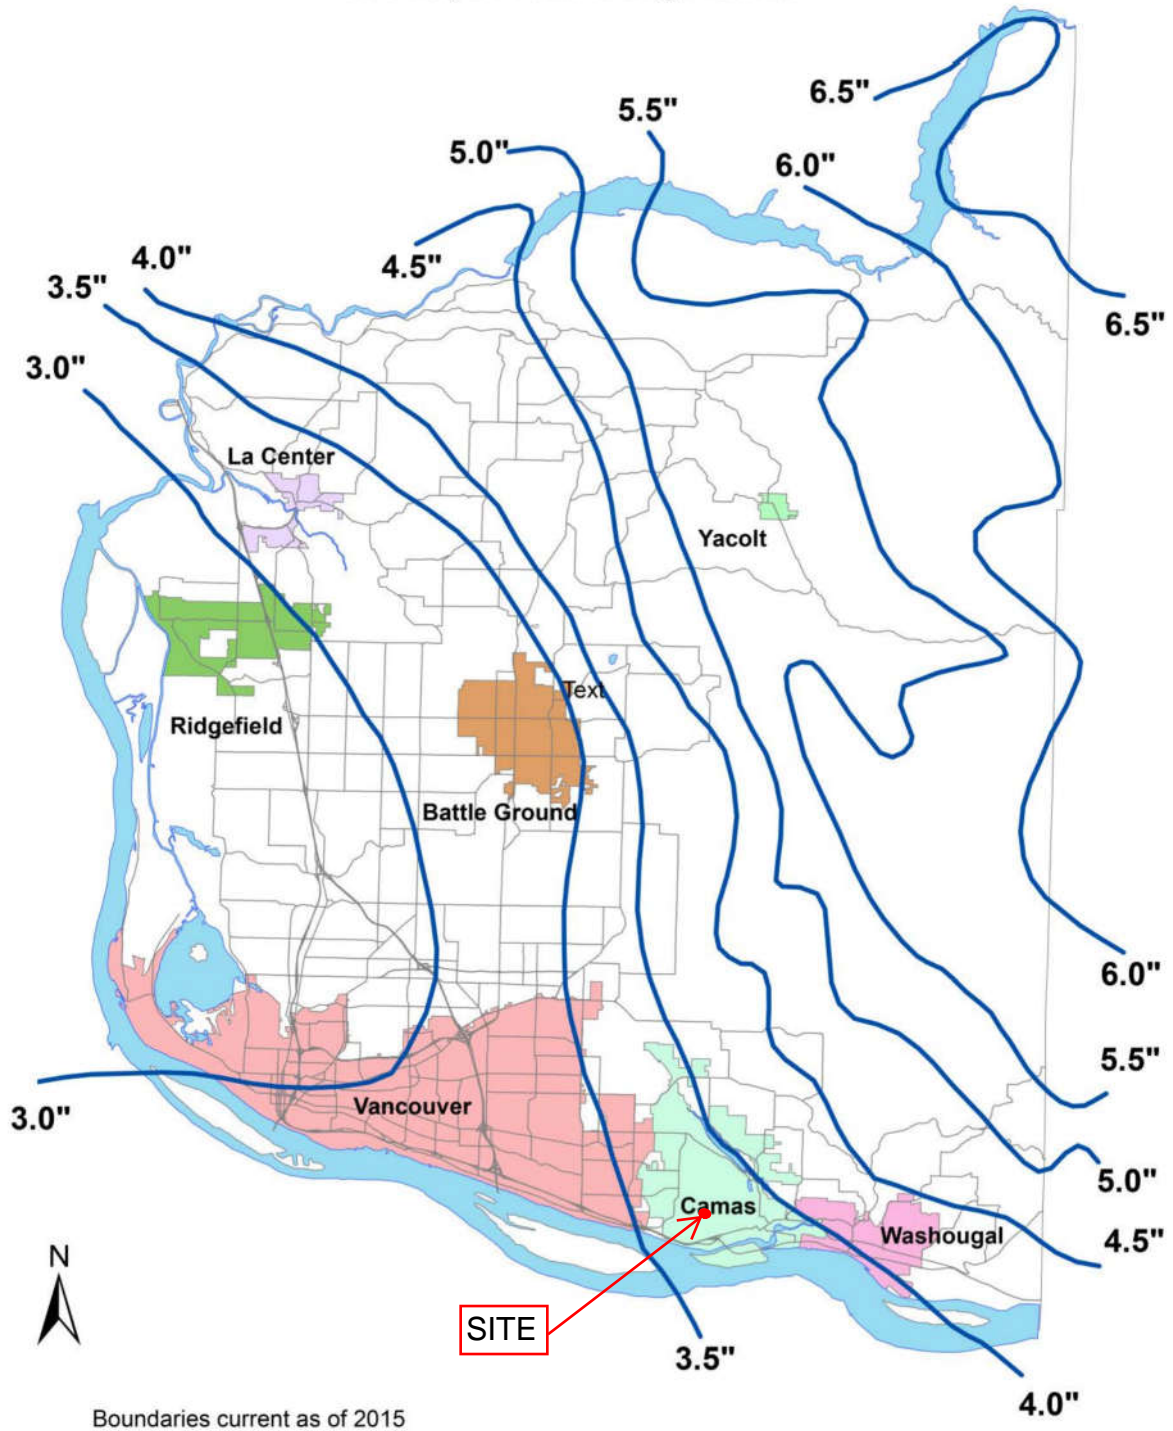 5.5"
6.5"
5.0"
6.0"
4.0"
4.5"
3.5"
6.5"
3.0"
La Center
Yacolt
Text
Ridgefield
Battle Ground
6.0"
5.5"
3.0"
Vancouver
5.0"
Camas
Washougal
4.5"
N
SITE
3.5"
4.0"
Boundaries current as of 2015